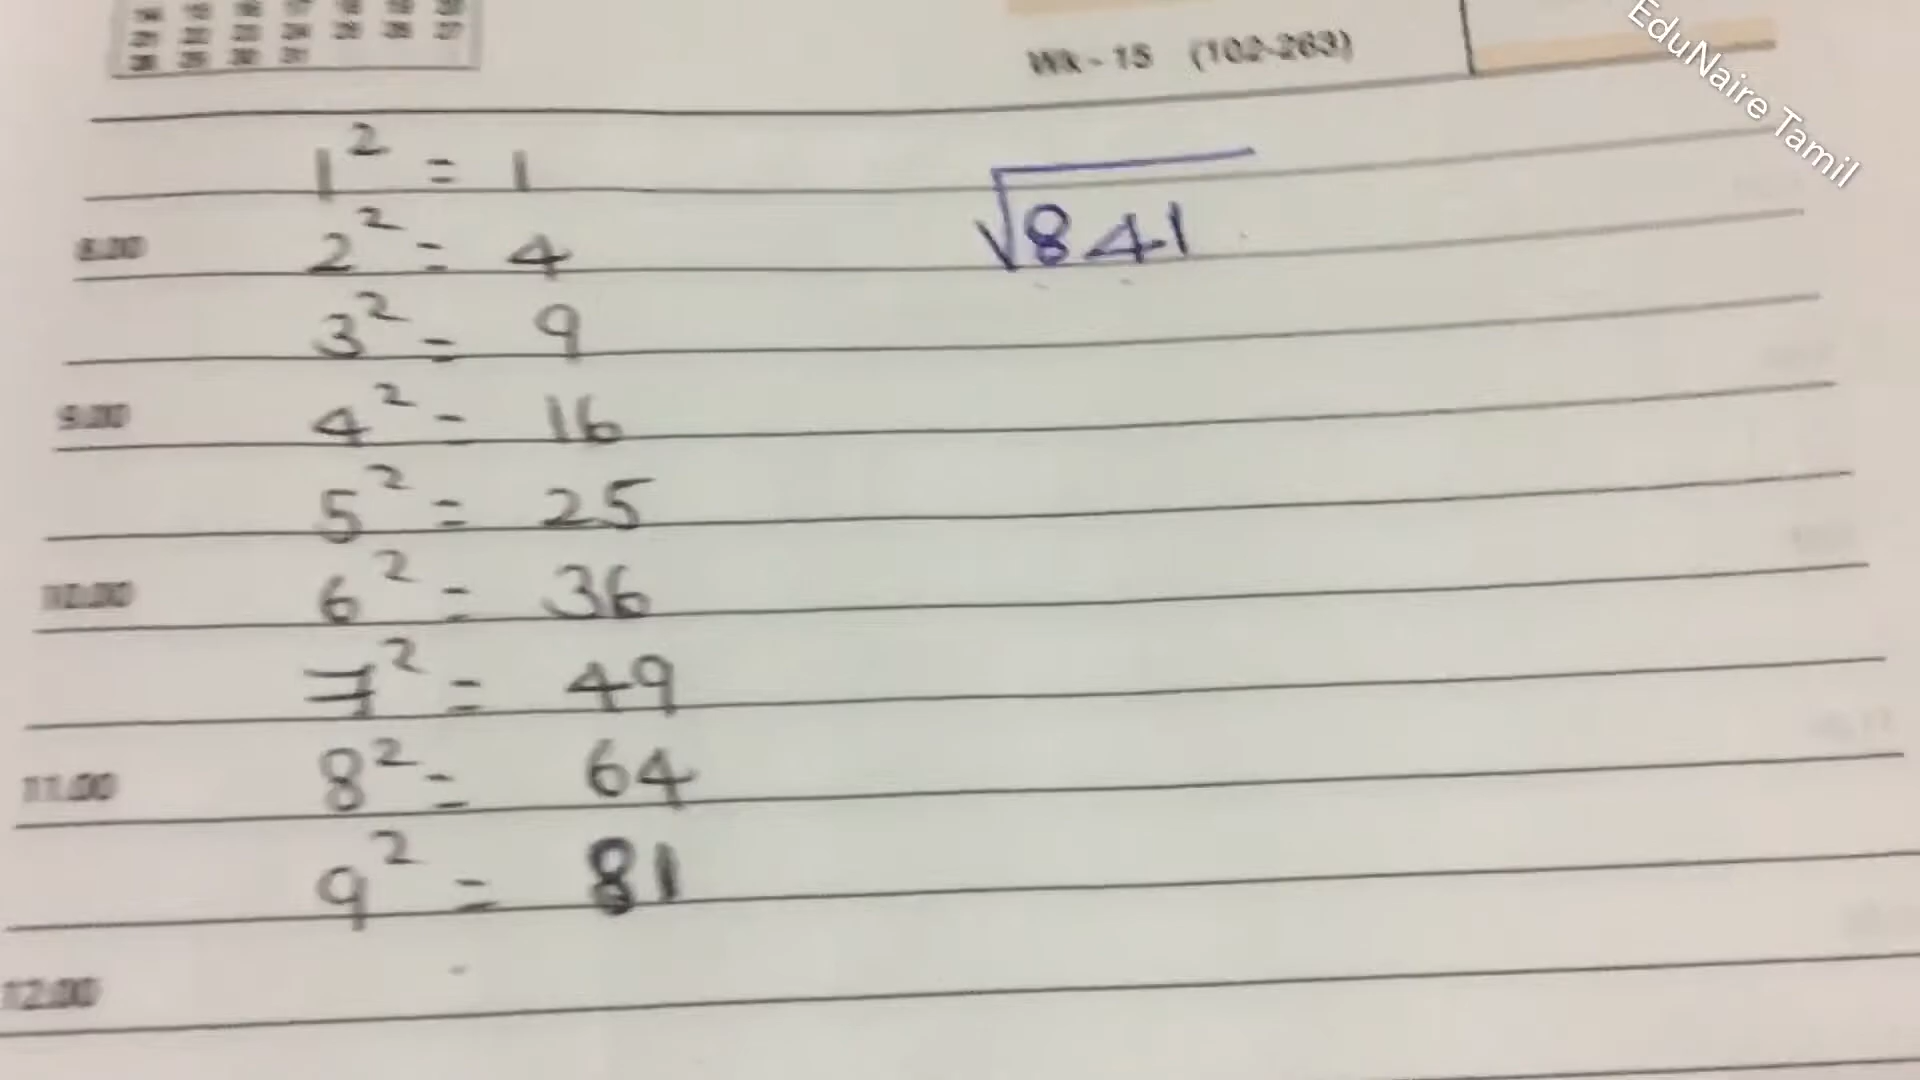 Wk - 15 (102-263)
EduNaire Tamil
1² = 1
√841
8.00
2² = 4
3² = 9
9.00
4² = 16
5² = 25
10.00
6² = 36
7² = 49
11.00
8² = 64
9² = 81
12.00